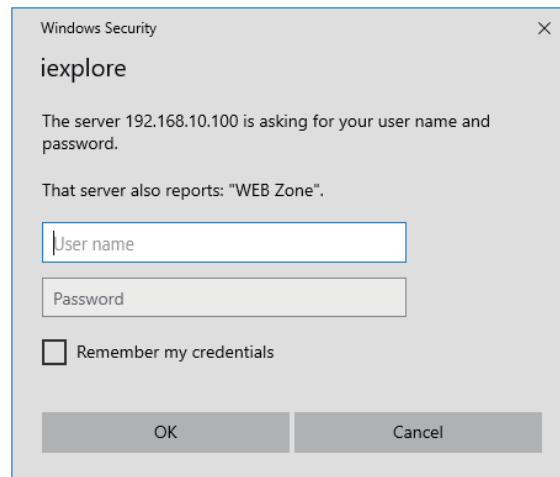 Windows Security
iexplore
The server 192.168.10.100 is asking for your user name and
password.
That server also reports: "WEB Zone".
User name
Password
Remember my credentials
OK
Cancel